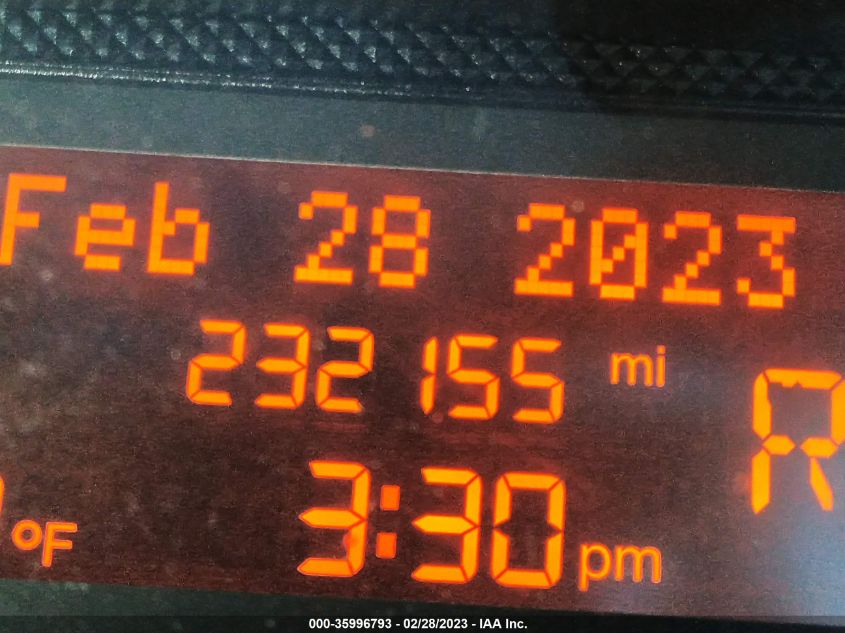 Feb 28 2023
232155 mi
R
3:30 pm
°F
000-35996793 - 02/28/2023 - IAA Inc.